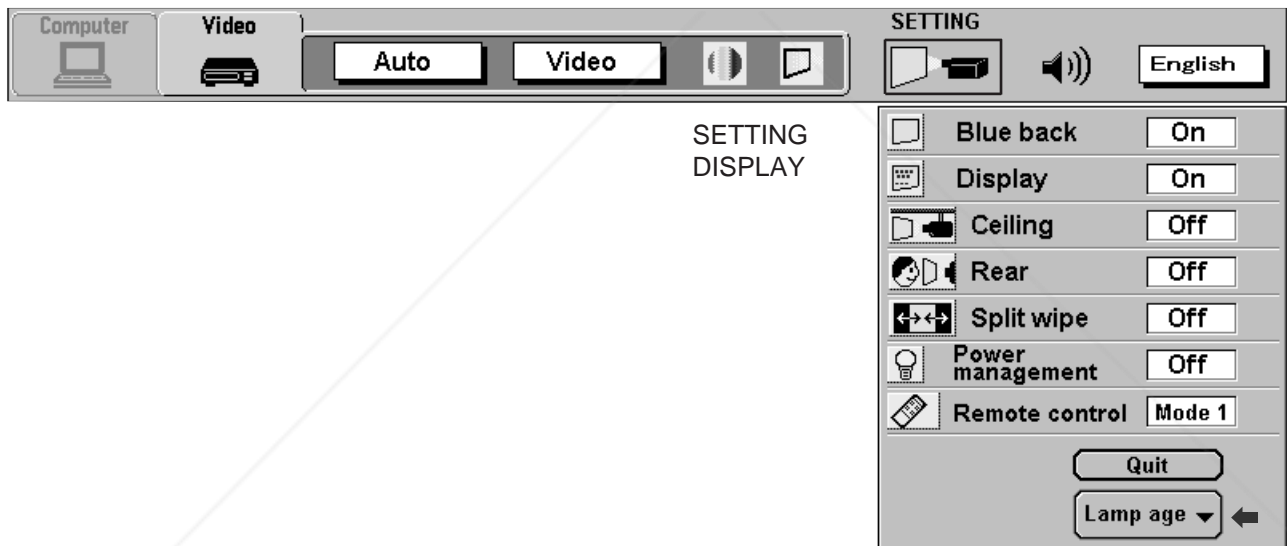 Computer
Video
Auto
Video
SETTING
English
SETTING
DISPLAY
Blue back On
Display On
Ceiling Off
Rear Off
Split wipe Off
Power
management Off
Remote control Mode 1
Quit
Lamp age